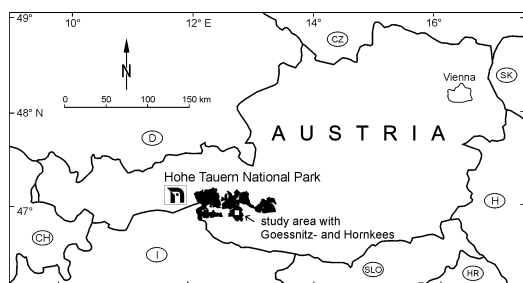 49°
10°
12° E
14°
16°
CZ
SK
Vienna
N
0 50 100 150 km
48° N
D
AUSTRIA
Hohe Tauern National Park
47°
study area with
Goessnitz- and Hornkees
H
CH
I
SLO
HR